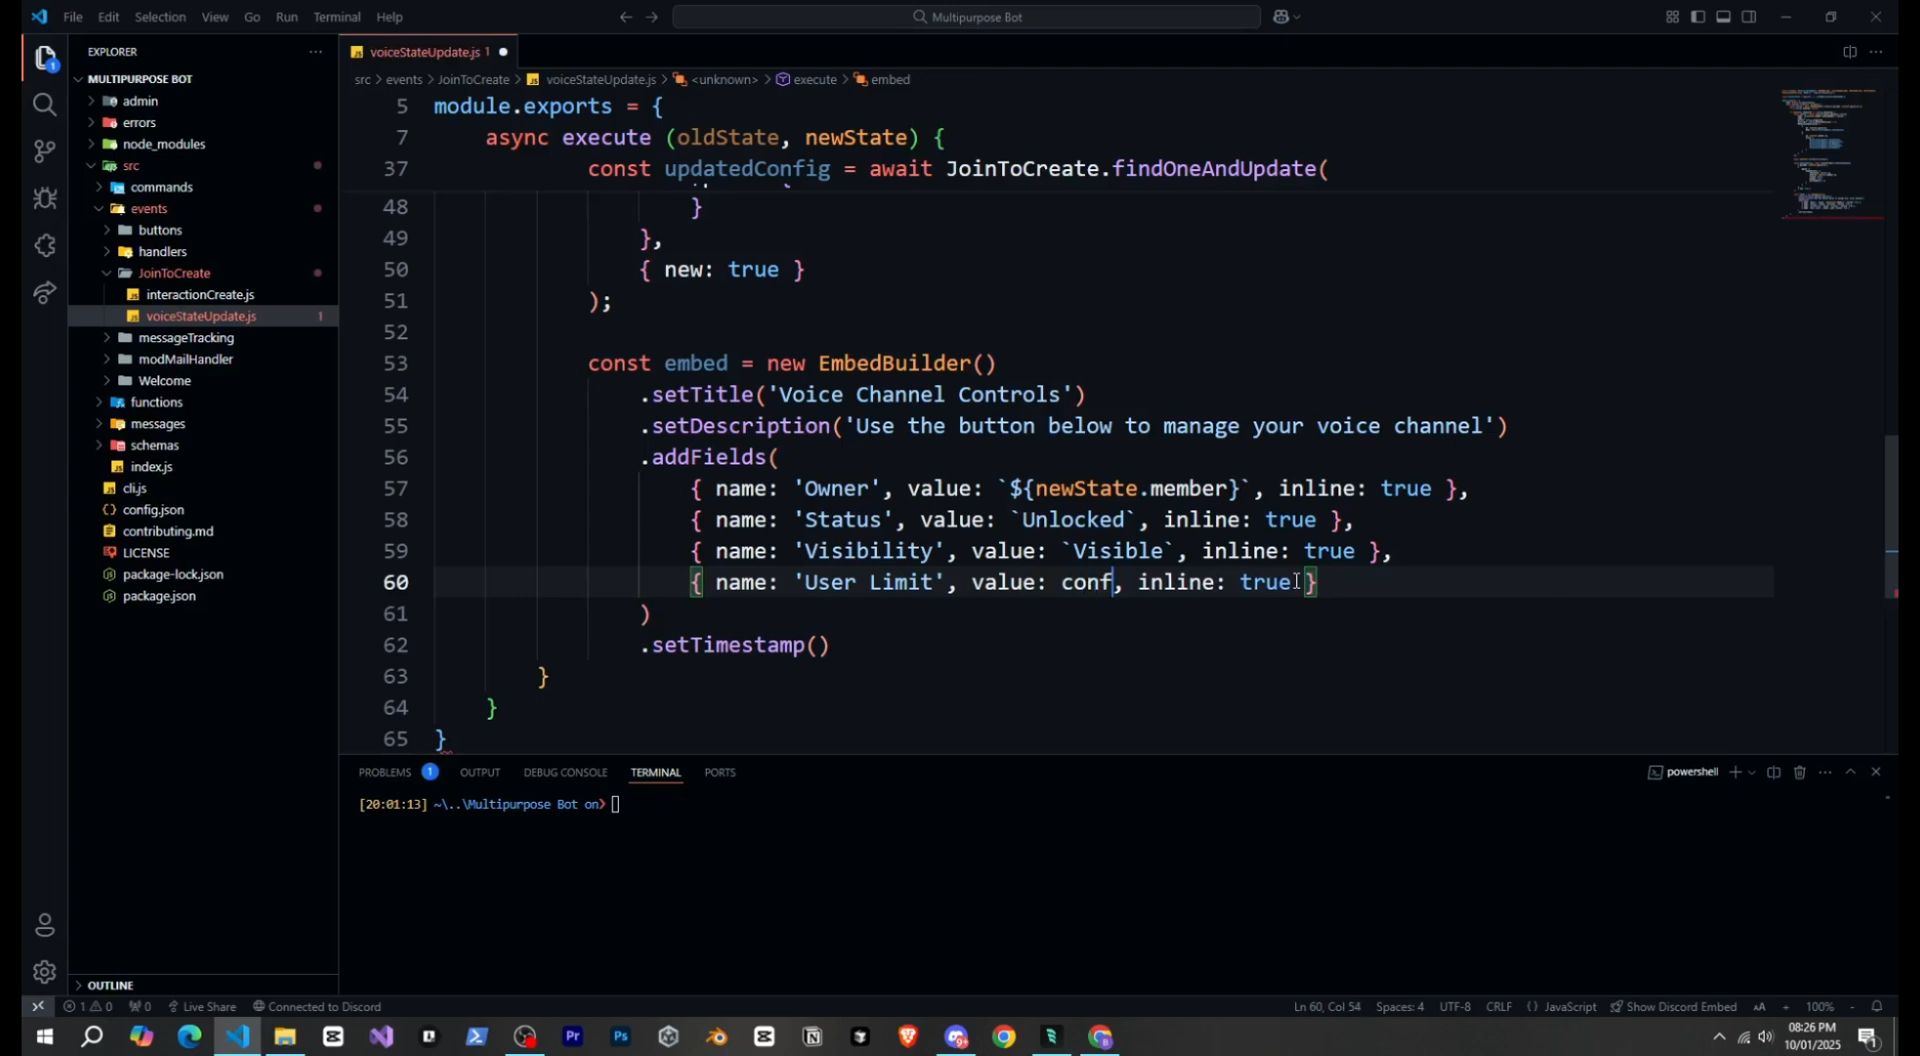 File Edit Selection View Go Run Terminal Help
Multipurpose Bot
EXPLORER
MULTIPURPOSE BOT
admin
errors
node_modules
src
commands
events
buttons
handlers
JoinToCreate
interactionCreate.js
voiceStateUpdate.js 1
messageTracking
modMailHandler
Welcome
functions
messages
schemas
index.js
cli.js
config.json
contributing.md
LICENSE
package-lock.json
package.json
OUTLINE
voiceStateUpdate.js 1
src > events > JoinToCreate > voiceStateUpdate.js > <unknown> > execute > embed
5 module.exports = {
7 async execute (oldState, newState) {
37 const updatedConfig = await JoinToCreate.findOneAndUpdate(
48 }
49 },
50 { new: true }
51 );
52
53 const embed = new EmbedBuilder()
54 .setTitle('Voice Channel Controls')
55 .setDescription('Use the button below to manage your voice channel')
56 .addFields(
57 { name: 'Owner', value: `${newState.member}`, inline: true },
58 { name: 'Status', value: `Unlocked`, inline: true },
59 { name: 'Visibility', value: `Visible`, inline: true },
60 { name: 'User Limit', value: conf, inline: true }
61 )
62 .setTimestamp()
63 }
64 }
65 }
PROBLEMS 1 OUTPUT DEBUG CONSOLE TERMINAL PORTS
powershell
[20:01:13] ~\..\Multipurpose Bot on>
1 0 0 Live Share Connected to Discord
Ln 60, Col 54 Spaces: 4 UTF-8 CRLF {} JavaScript Show Discord Embed AA + 100% -
Pr Ps 9+
08:26 PM
10/01/2025
1